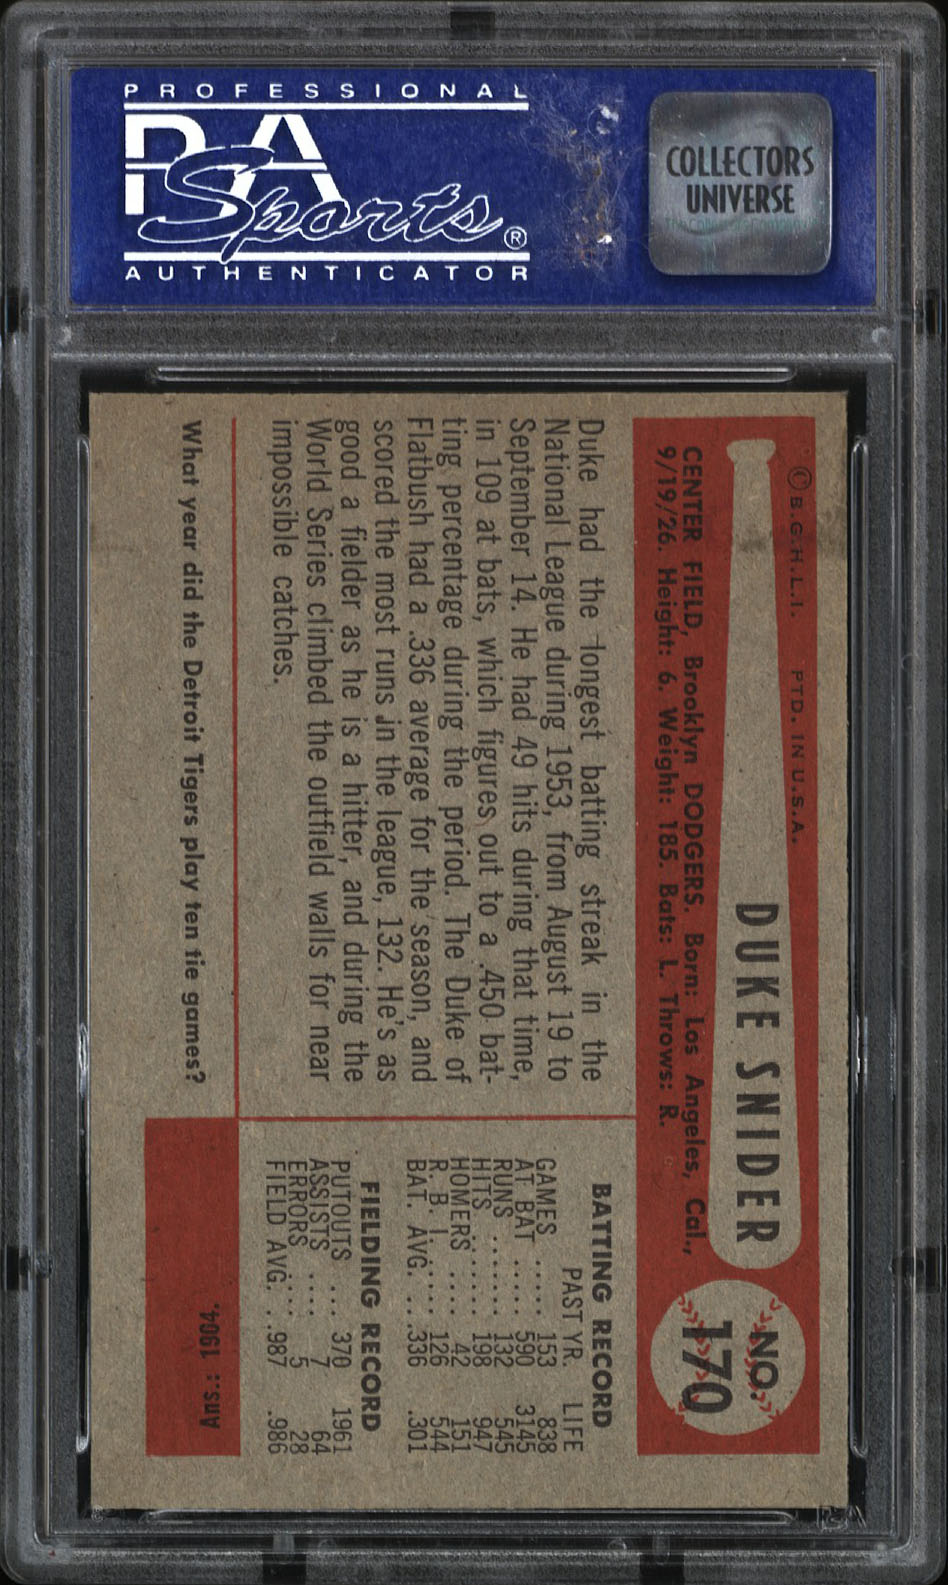 PROFESSIONAL
PSA
Sports®
AUTHENTICATOR
COLLECTORS
UNIVERSE
© B.G.H.L.I. PTD. IN U.S.A.
DUKE SNIDER
NO.
170
CENTER FIELD, Brooklyn DODGERS. Born: Los Angeles, Cal.,
9/19/26. Height: 6. Weight: 185. Bats: L. Throws: R.
Duke had the longest batting streak in the
National League during 1953, from August 19 to
September 14. He had 49 hits during that time,
in 109 at bats, which figures out to a .450 bat-
ting percentage during the period. The Duke of
Flatbush had a .336 average for the season, and
scored the most runs in the league, 132. He's as
good a fielder as he is a hitter, and during the
World Series climbed the outfield walls for near
impossible catches.
BATTING RECORD
PAST YR. LIFE
GAMES ..... 153 838
AT BAT ..... 590 3145
RUNS ...... 132 545
HITS ...... 198 947
HOMERS .... 42 151
R. B. I. .... 126 544
BAT. AVG. ...336 .301
FIELDING RECORD
PUTOUTS ... 370 1961
ASSISTS .... 7 64
ERRORS .... 5 28
FIELD AVG. ..987 .986
What year did the Detroit Tigers play ten tie games?
Ans.: 1904.
PSA